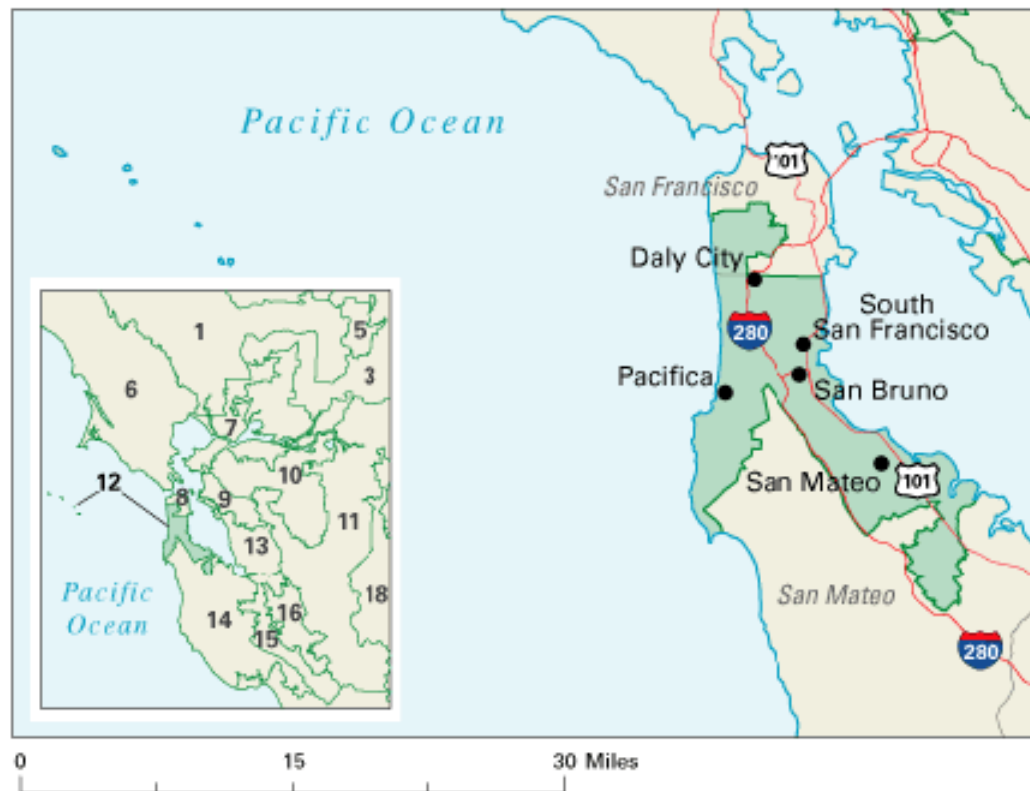 Pacific Ocean
101
San Francisco
Daly City
280
South
San Francisco
Pacifica
San Bruno
San Mateo
101
San Mateo
280
1
5
6
3
7
10
12
8
9
11
13
18
14
16
15
Pacific
Ocean
0
15
30 Miles